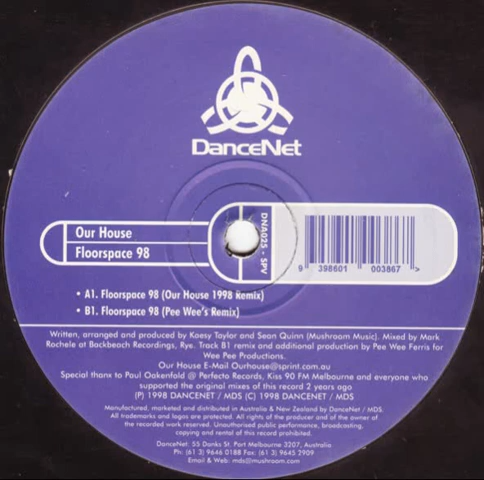 DanceNet
Our House
Floorspace 98
DNA025 - SPV
9 398601 003867 >
• A1. Floorspace 98 (Our House 1998 Remix)
• B1. Floorspace 98 (Pee Wee's Remix)
Written, arranged and produced by Kaesy Taylor and Sean Quinn (Mushroom Music). Mixed by Mark
Rachele at Backbeach Recordings, Rye. Track B1 remix and additional production by Pee Wee Ferris for
Wee Pee Productions.
Our House E-Mail Ourhouse@sprint.com.au
Special thanx to Paul Oakenfold @ Perfecto Records, Kiss 90 FM Melbourne and everyone who
supported the original mixes of this record 2 years ago
(P) 1998 DANCENET / MDS (C) 1998 DANCENET / MDS
Manufactured, marketed and distributed in Australia & New Zealand by DanceNet / MDS.
All trademarks and logos are protected. All rights of the producer and of the owner of
the recorded work reserved. Unauthorised public performance, broadcasting,
copying and rental of this record prohibited.
DanceNet: 55 Danks St. Port Melbourne 3207, Australia
Ph: (61 3) 9646 0188 Fax: (61 3) 9645 2909
Email & Web: mds@mushroom.com